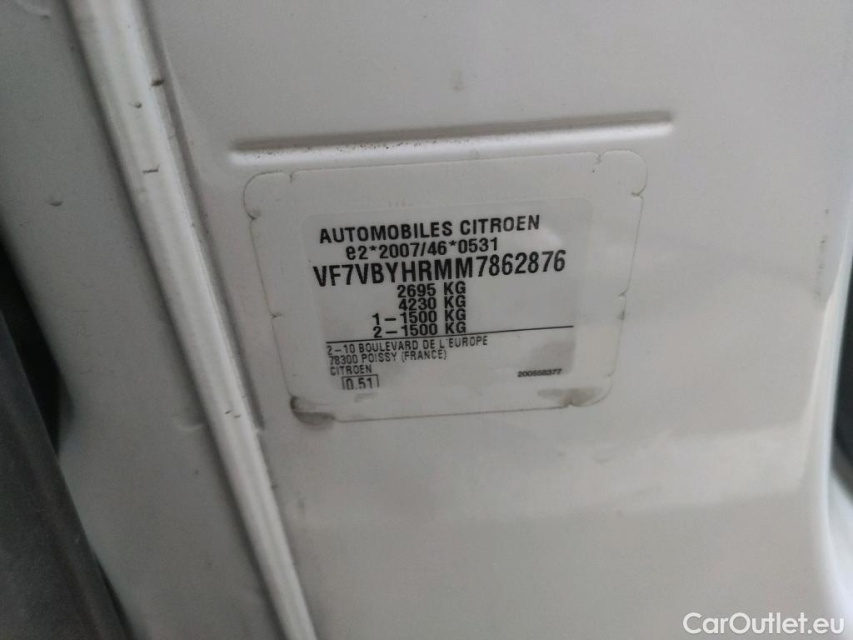 AUTOMOBILES CITROEN
e2*2007/46*0531
VF7VBYHRMM7862876
2695 KG
4230 KG
1-1500 KG
2-1500 KG
2-10 BOULEVARD DE L'EUROPE
78300 POISSY (FRANCE)
CITROEN
0.51
CarOutlet.eu